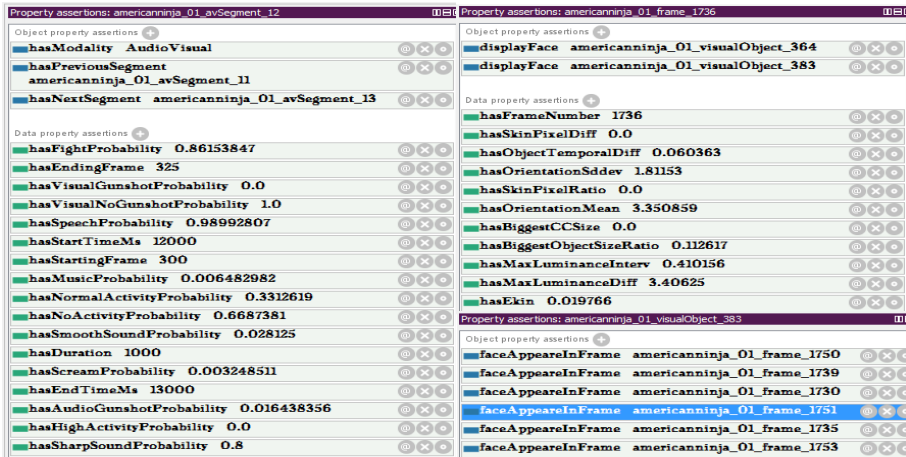 Property assertions: americanninja_01_avSegment_12
Object property assertions
hasModality AudioVisual
hasPreviousSegment
americanninja_01_avSegment_11
hasNextSegment americanninja_01_avSegment_13
Data property assertions
hasFightProbability 0.86153847
hasEndingFrame 325
hasVisualGunshotProbability 0.0
hasVisualNoGunshotProbability 1.0
hasSpeechProbability 0.98992807
hasStartTimeMs 12000
hasStartingFrame 300
hasMusicProbability 0.006482982
hasNormalActivityProbability 0.3312619
hasNoActivityProbability 0.6687381
hasSmoothSoundProbability 0.028125
hasDuration 1000
hasScreamProbability 0.003248511
hasEndTimeMs 13000
hasAudioGunshotProbability 0.016438356
hasHighActivityProbability 0.0
hasSharpSoundProbability 0.8
Property assertions: americanninja_01_frame_1736
Object property assertions
displayFace americanninja_01_visualObject_364
displayFace americanninja_01_visualObject_383
Data property assertions
hasFrameNumber 1736
hasSkinPixelDiff 0.0
hasObjectTemporalDiff 0.060363
hasOrientationSddev 1.81153
hasSkinPixelRatio 0.0
hasOrientationMean 3.350859
hasBiggestCCSize 0.0
hasBiggestObjectSizeRatio 0.112617
hasMaxLuminanceInterv 0.410156
hasMaxLuminanceDiff 3.40625
hasEkin 0.019766
Property assertions: americanninja_01_visualObject_383
Object property assertions
faceAppeareInFrame americanninja_01_frame_1750
faceAppeareInFrame americanninja_01_frame_1739
faceAppeareInFrame americanninja_01_frame_1730
faceAppeareInFrame americanninja_01_frame_1751
faceAppeareInFrame americanninja_01_frame_1735
faceAppeareInFrame americanninja_01_frame_1753